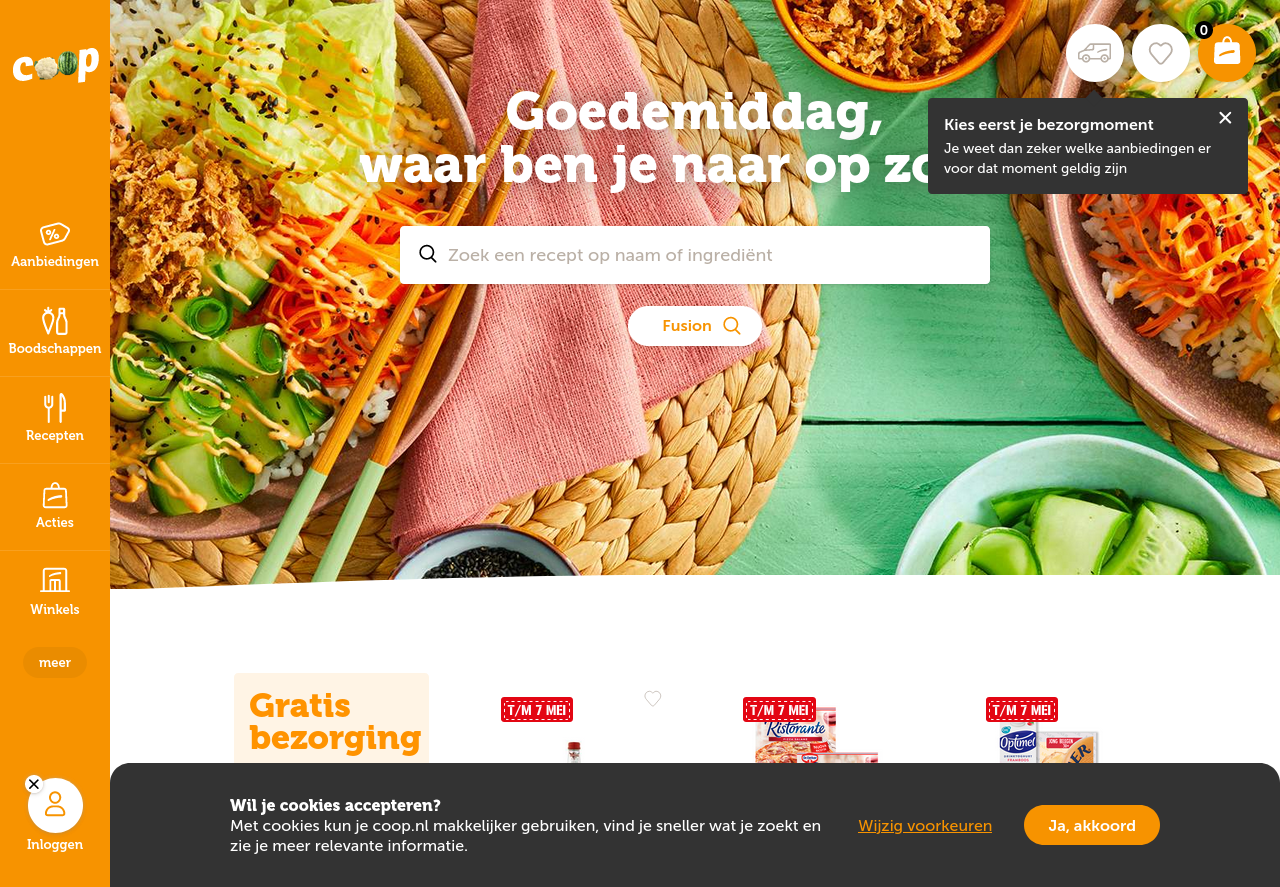 coop
Aanbiedingen
Boodschappen
Recepten
Acties
Winkels
meer
Inloggen
0
Goedemiddag,
waar ben je naar op zo
Kies eerst je bezorgmoment
Je weet dan zeker welke aanbiedingen er
voor dat moment geldig zijn
Zoek een recept op naam of ingrediënt
Fusion
Gratis
bezorging
T/M 7 MEI
T/M 7 MEI
Ristorante
T/M 7 MEI
Optimel
Wil je cookies accepteren?
Met cookies kun je coop.nl makkelijker gebruiken, vind je sneller wat je zoekt en
zie je meer relevante informatie.
Wijzig voorkeuren
Ja, akkoord